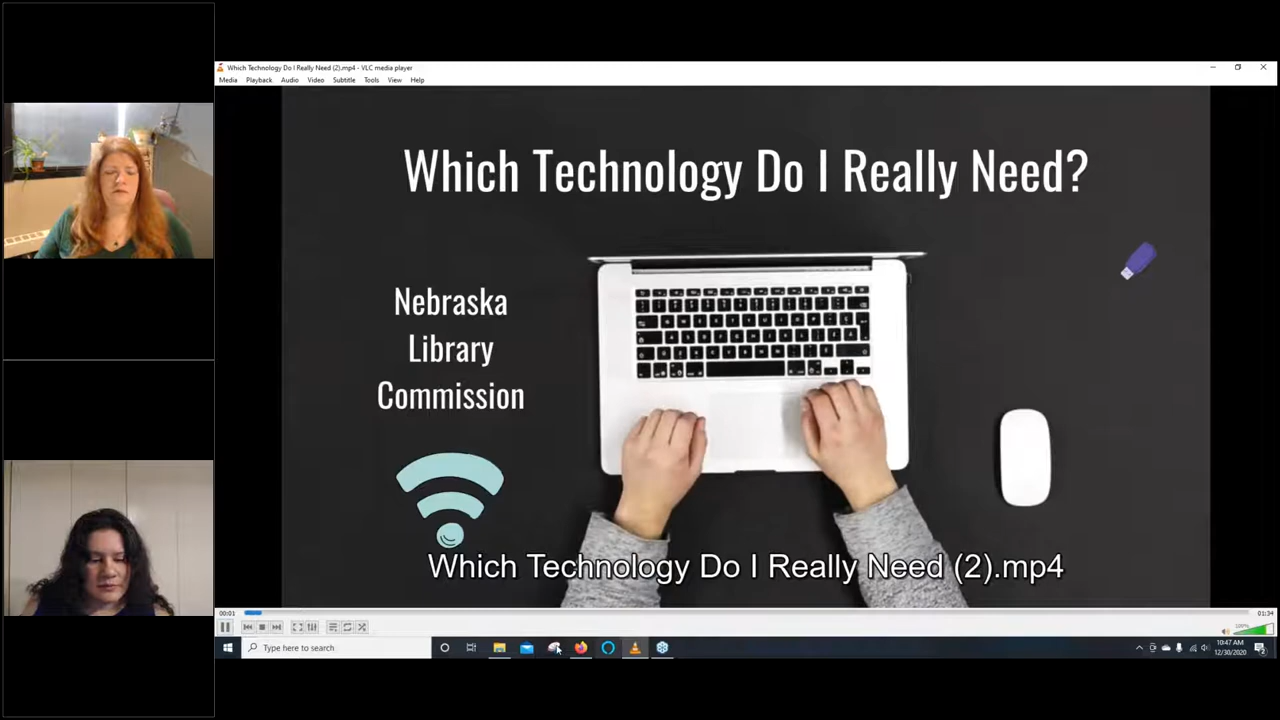 Which Technology Do I Really Need (2).mp4 - VLC media player
Media Playback Audio Video Subtitle Tools View Help
Which Technology Do I Really Need?
Nebraska
Library
Commission
Which Technology Do I Really Need (2).mp4
00:01
01:34
100%
Type here to search
10:47 AM
12/30/2020
2